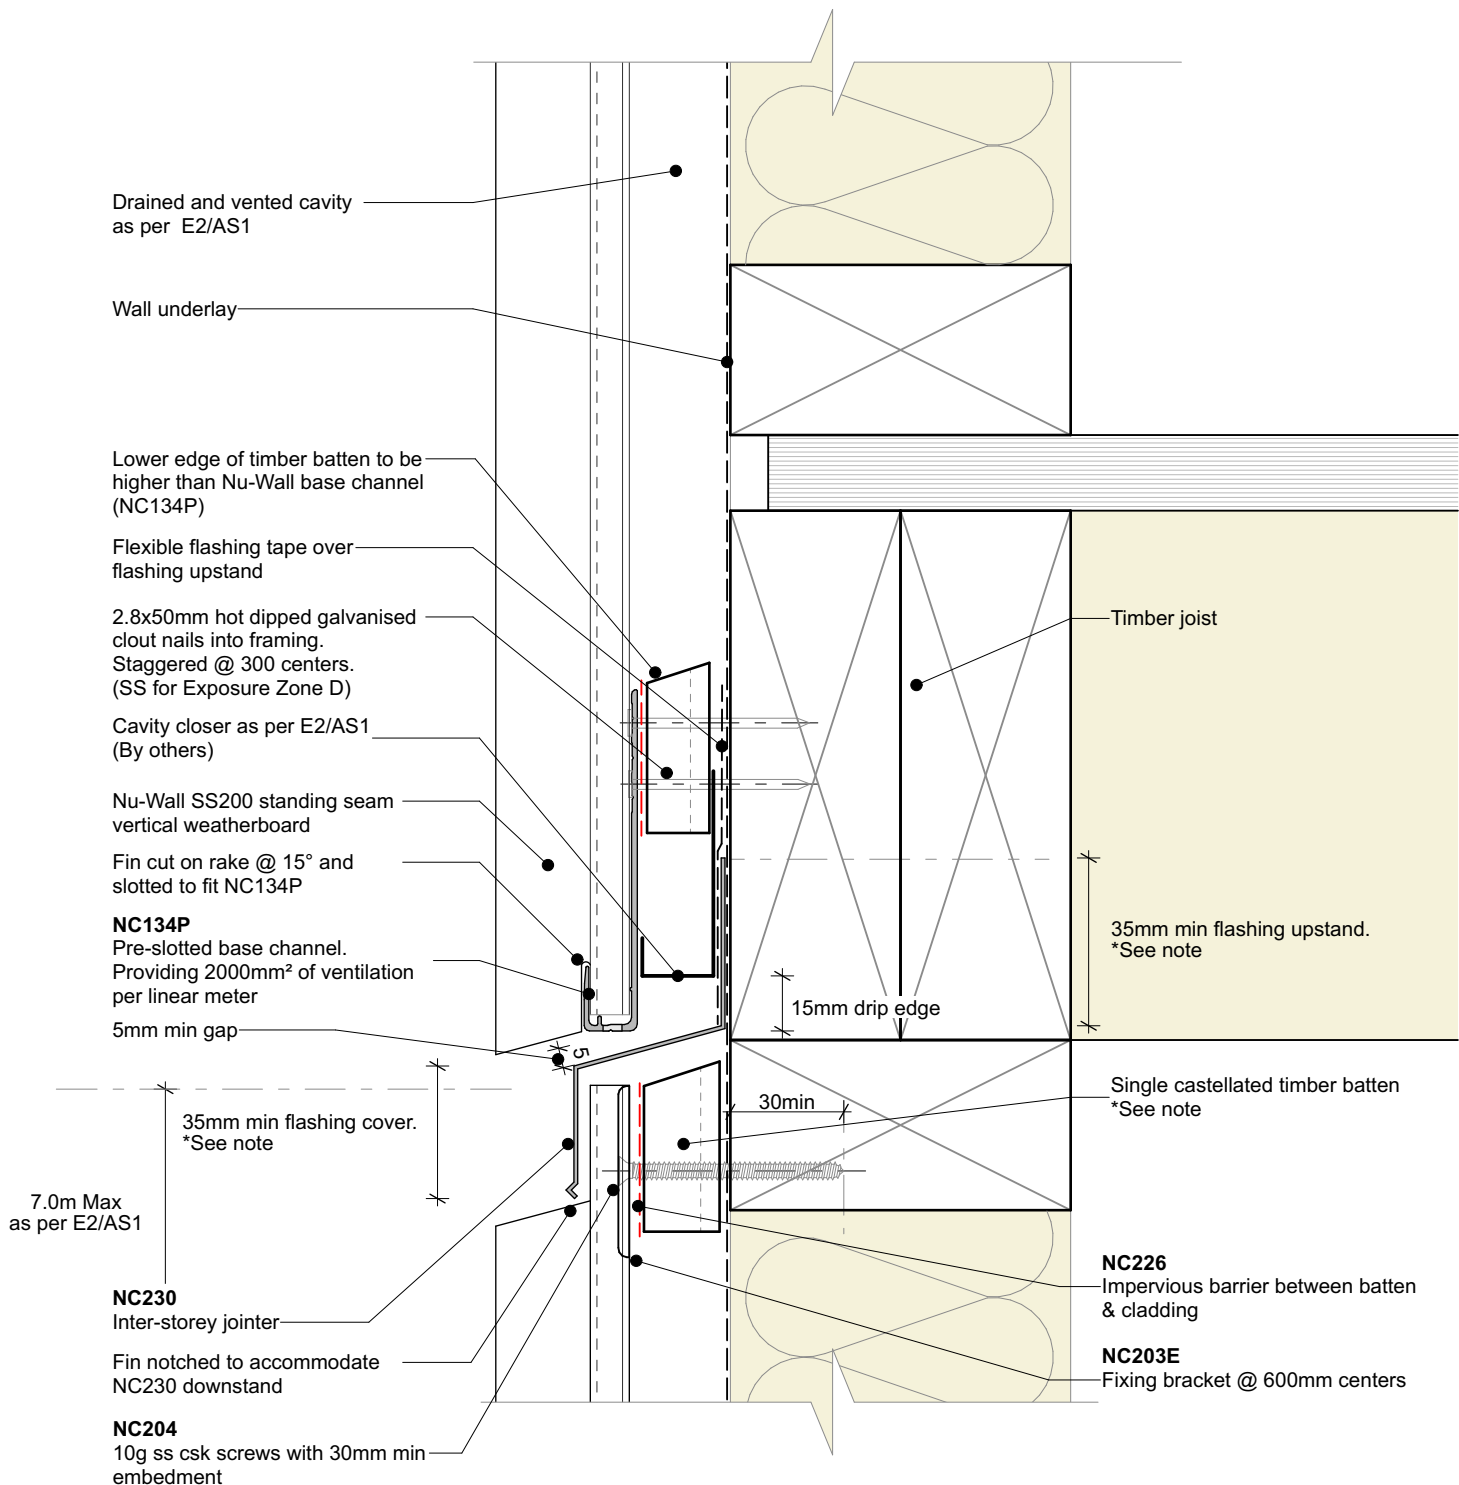 Drained and vented cavity
as per E2/AS1
Wall underlay
Lower edge of timber batten to be
higher than Nu-Wall base channel
(NC134P)
Flexible flashing tape over
flashing upstand
2.8x50mm hot dipped galvanised
clout nails into framing.
Staggered @ 300 centers.
(SS for Exposure Zone D)
Cavity closer as per E2/AS1
(By others)
Nu-Wall SS200 standing seam
vertical weatherboard
Fin cut on rake @ 15° and
slotted to fit NC134P
NC134P
Pre-slotted base channel.
Providing 2000mm² of ventilation
per linear meter
5mm min gap
5
35mm min flashing cover.
*See note
7.0m Max
as per E2/AS1
NC230
Inter-storey jointer
Fin notched to accommodate
NC230 downstand
NC204
10g ss csk screws with 30mm min
embedment
Timber joist
35mm min flashing upstand.
*See note
15mm drip edge
30min
Single castellated timber batten
*See note
NC226
Impervious barrier between batten
& cladding
NC203E
Fixing bracket @ 600mm centers